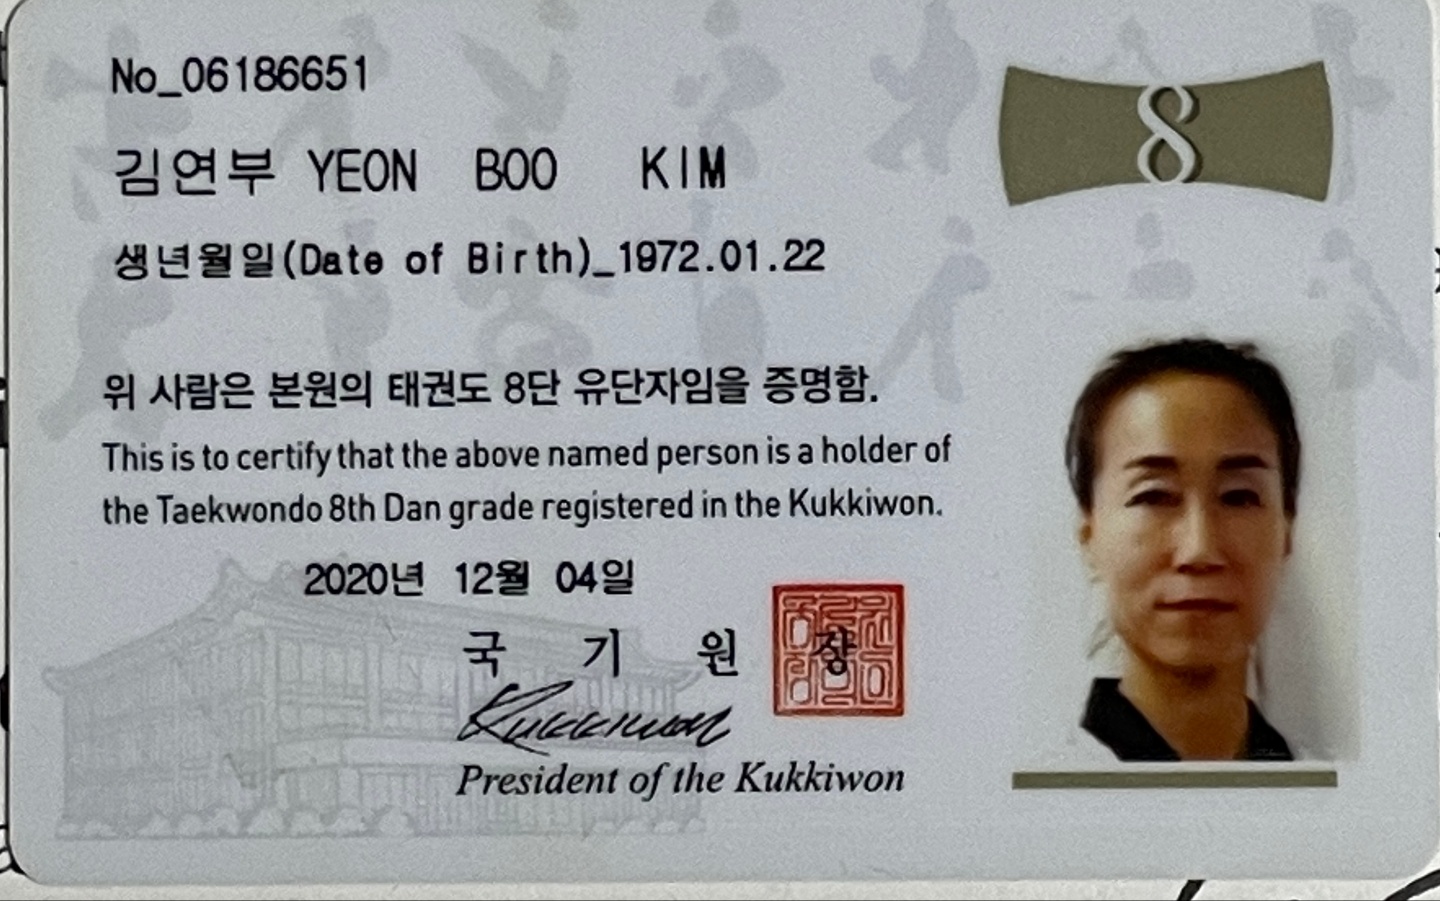 No_06186651
8
김연부 YEON BOO KIM
생년월일(Date of Birth)_1972.01.22
위 사람은 본원의 태권도 8단 유단자임을 증명함.
This is to certify that the above named person is a holder of
the Taekwondo 8th Dan grade registered in the Kukkiwon.
2020년 12월 04일
국 기 원 장
Kukkiwon
President of the Kukkiwon